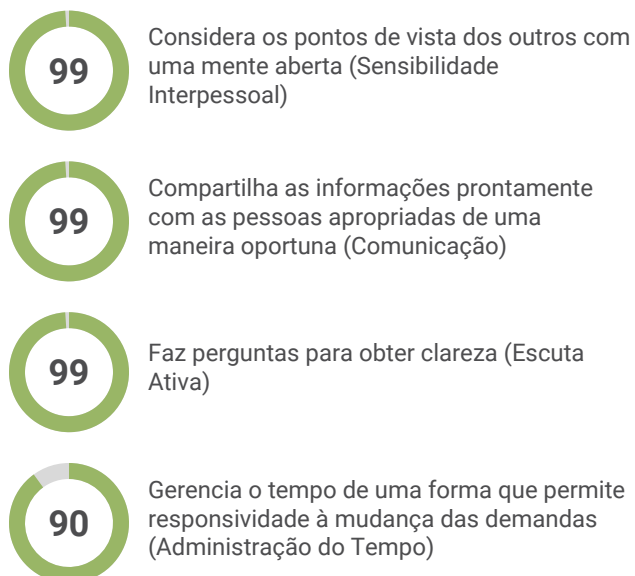 99
Considera os pontos de vista dos outros com
uma mente aberta (Sensibilidade
Interpessoal)
99
Compartilha as informações prontamente
com as pessoas apropriadas de uma
maneira oportuna (Comunicação)
99
Faz perguntas para obter clareza (Escuta
Ativa)
90
Gerencia o tempo de uma forma que permite
responsividade à mudança das demandas
(Administração do Tempo)